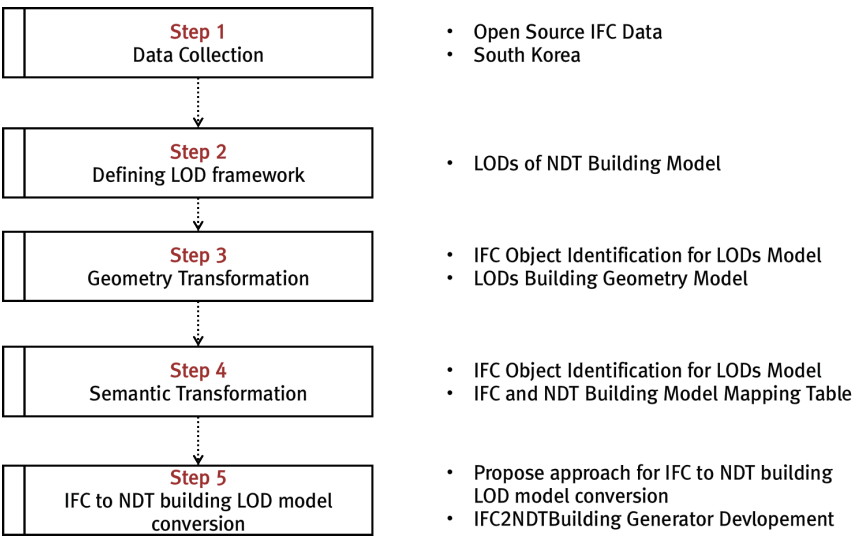 Step 1
Data Collection
• Open Source IFC Data
• South Korea
Step 2
Defining LOD framework
• LODs of NDT Building Model
Step 3
Geometry Transformation
• IFC Object Identification for LODs Model
• LODs Building Geometry Model
Step 4
Semantic Transformation
• IFC Object Identification for LODs Model
• IFC and NDT Building Model Mapping Table
Step 5
IFC to NDT building LOD model
conversion
• Propose approach for IFC to NDT building
LOD model conversion
• IFC2NDTBuilding Generator Devlopement